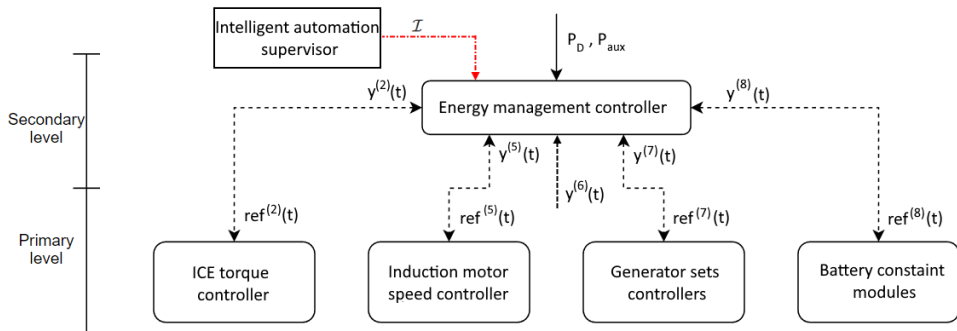 Intelligent automation
supervisor
ℐ
P_D , P_aux
Secondary
level
y^(2)(t)
Energy management controller
y^(8)(t)
y^(5)(t)
y^(7)(t)
y^(6)(t)
ref^(2)(t)
ref^(5)(t)
ref^(7)(t)
ref^(8)(t)
Primary
level
ICE torque
controller
Induction motor
speed controller
Generator sets
controllers
Battery constaint
modules